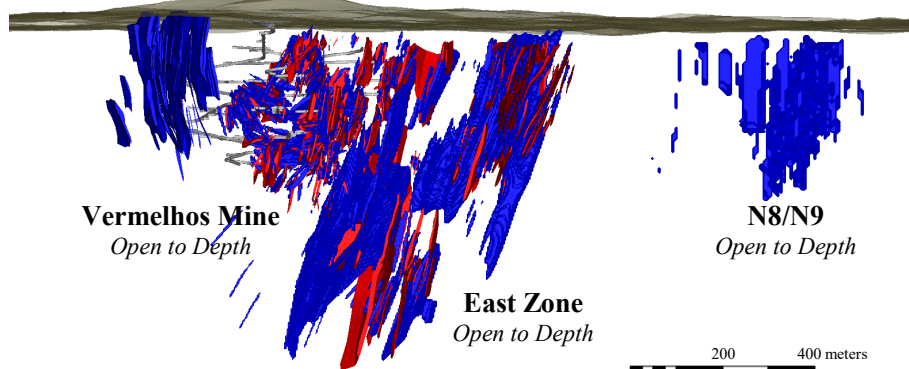 Vermelhos Mine
Open to Depth
N8/N9
Open to Depth
East Zone
Open to Depth
200
400 meters